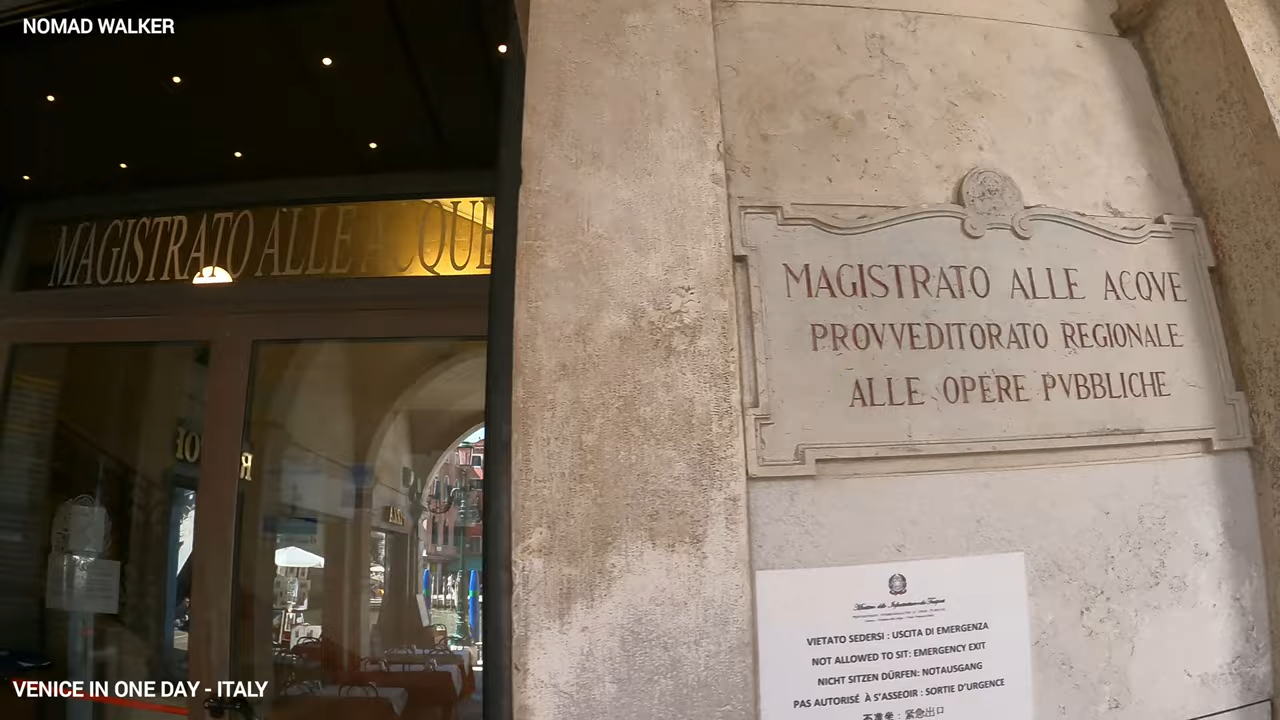 NOMAD WALKER
MAGISTRATO ALLE ACQUE
MAGISTRATO ALLE ACQVE
PROVVEDITORATO REGIONALE
ALLE OPERE PVBBLICHE
VIETATO SEDERSI : USCITA DI EMERGENZA
NOT ALLOWED TO SIT: EMERGENCY EXIT
NICHT SITZEN DÜRFEN: NOTAUSGANG
PAS AUTORISÉ À S'ASSEOIR : SORTIE D'URGENCE
緊急出口
VENICE IN ONE DAY - ITALY